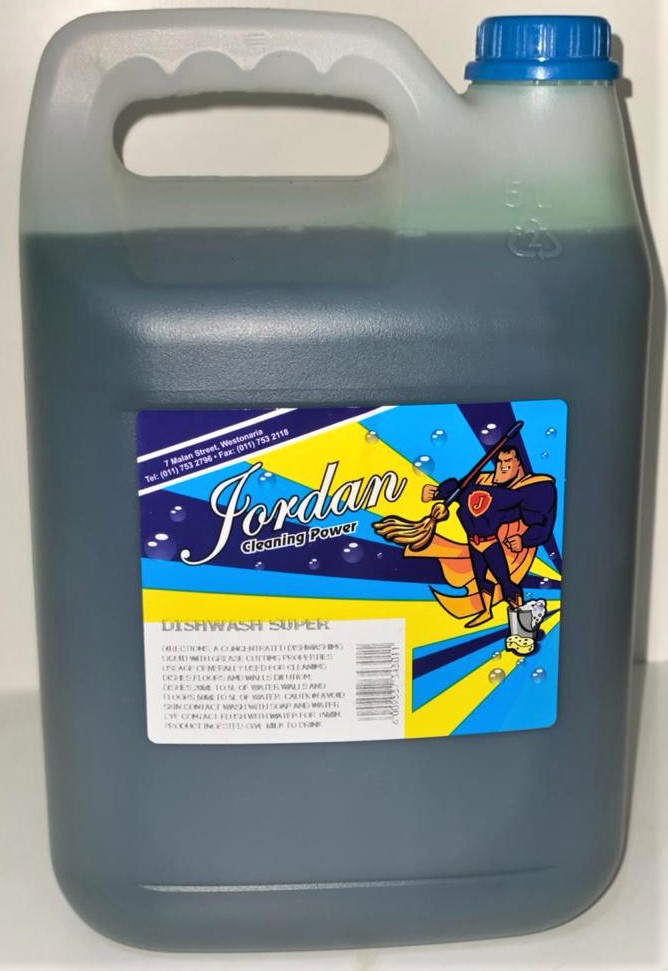 5L
2
7 Malan Street, Westonaria
Tel: (011) 753 2796 • Fax: (011) 753 2118
Jordan
Cleaning Power
J
DISHWASH SUPER
DIRECTIONS, A CONCENTRATED DISHWASHING
LIQUID WITH GREASE CUTTING PROPERTIES
USEAGE GENERALLY USED FOR CLEANING
DISHES, FLOORS AND WALLS DILUTION;
DISHES, 20ML TO 5L OF WATER WALLS AND
FLOORS 50ML TO 5L OF WATER. CAUTION AVOID
SKIN CONTACT WASH WITH SOAP AND WATER
EYE CONTACT FLUSH WITH WATER FOR 15MIN.
PRODUCT INGESTED GIVE MILK TO DRINK